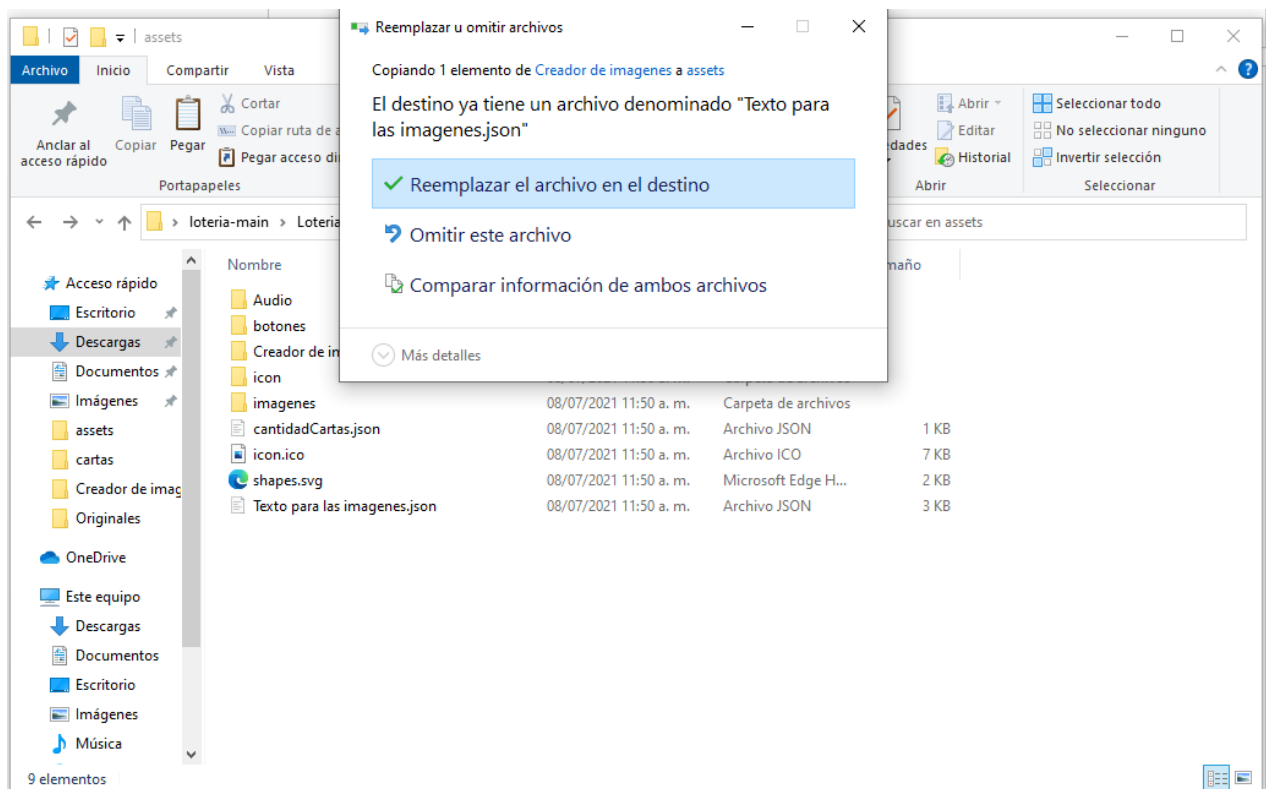 assets
Reemplazar u omitir archivos
Archivo Inicio Compartir Vista
Copiando 1 elemento de Creador de imagenes a assets
El destino ya tiene un archivo denominado "Texto para
las imagenes.json"
Reemplazar el archivo en el destino
Omitir este archivo
Comparar información de ambos archivos
Más detalles
Anclar al
acceso rápido
Copiar
Pegar
Cortar
Copiar ruta de
Pegar acceso
Portapapeles
Abrir
Editar
Historial
Abrir
Seleccionar todo
No seleccionar ninguno
Invertir selección
Seleccionar
loteria-main > Loteria
en assets
Nombre
Acceso rápido
Escritorio
Descargas
Documentos
Imágenes
assets
cartas
Creador de imag
Originales
OneDrive
Este equipo
Descargas
Documentos
Escritorio
Imágenes
Música
Audio
botones
Creador de
icon
imagenes 08/07/2021 11:50 a. m. Carpeta de archivos
cantidadCartas.json 08/07/2021 11:50 a. m. Archivo JSON 1 KB
icon.ico 08/07/2021 11:50 a. m. Archivo ICO 7 KB
shapes.svg 08/07/2021 11:50 a. m. Microsoft Edge H... 2 KB
Texto para las imagenes.json 08/07/2021 11:50 a. m. Archivo JSON 3 KB
9 elementos